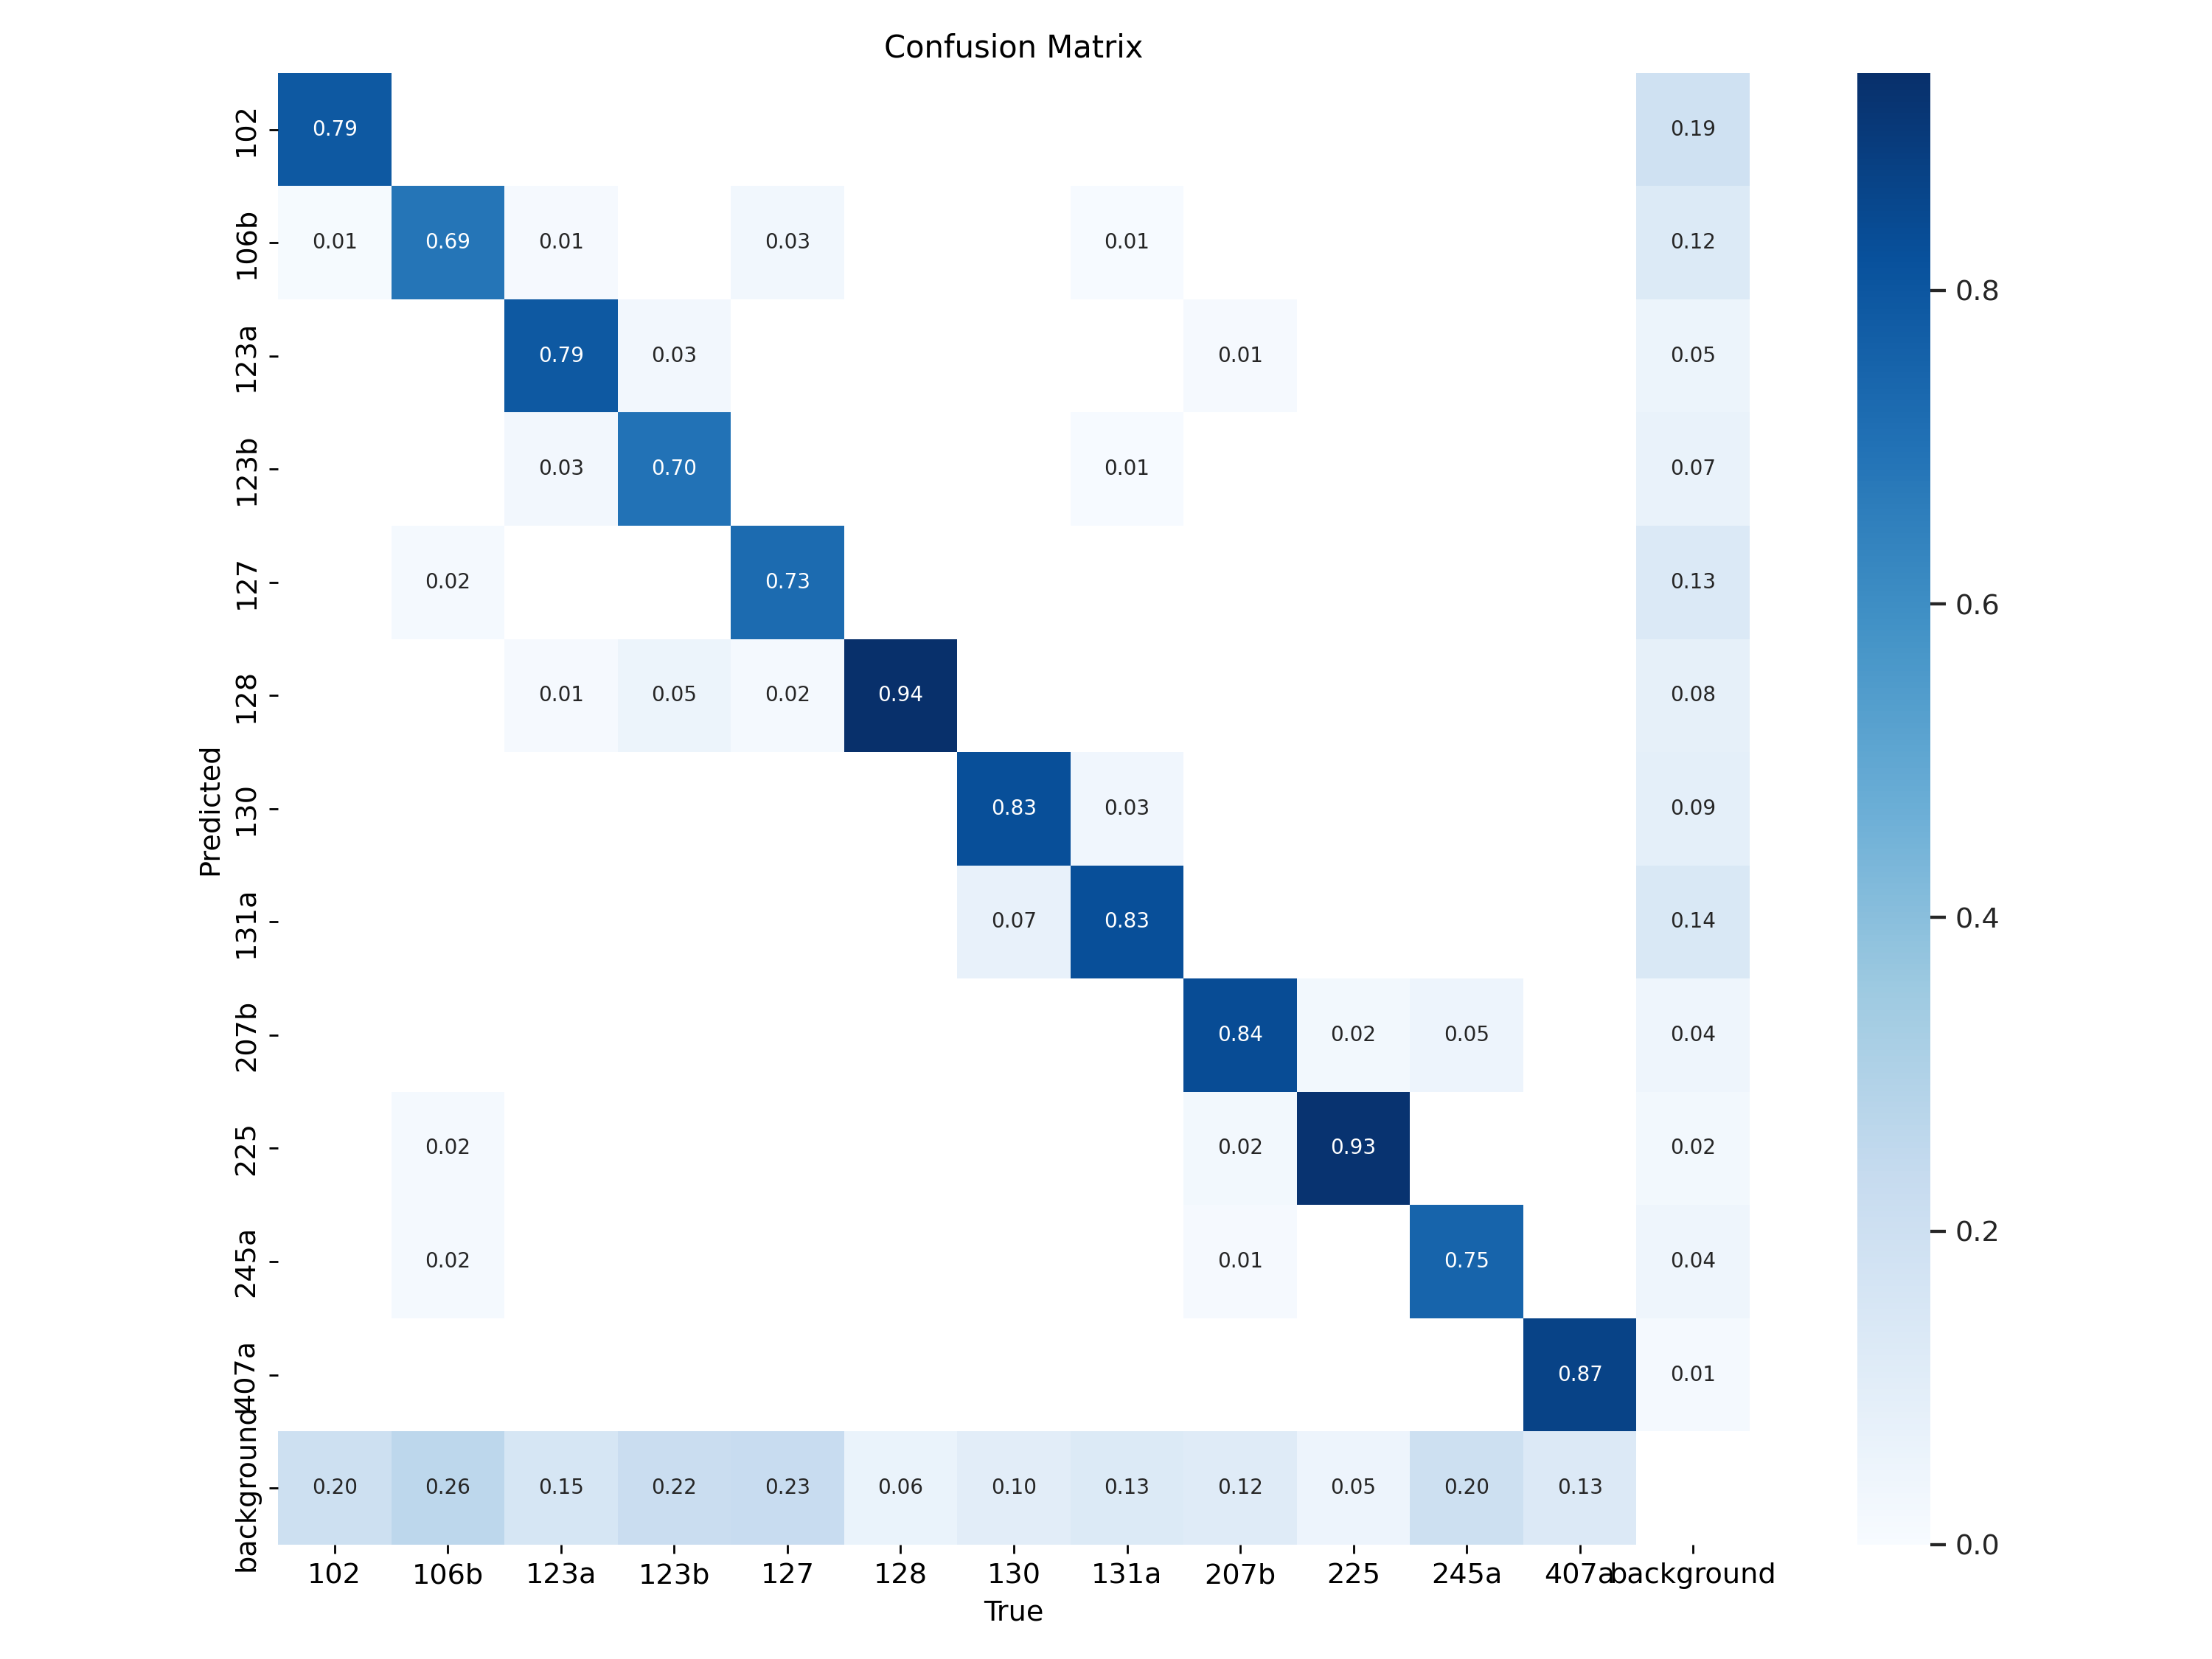 Confusion Matrix
102 0.79 0.19
106b 0.01 0.69 0.01 0.03 0.01 0.12
0.8
123a 0.79 0.03 0.01 0.05
123b 0.03 0.70 0.01 0.07
127 0.02 0.73 0.13
0.6
128 0.01 0.05 0.02 0.94 0.08
Predicted
130 0.83 0.03 0.09
131a 0.07 0.83 0.14
0.4
207b 0.84 0.02 0.05 0.04
225 0.02 0.02 0.93 0.02
0.2
245a 0.02 0.01 0.75 0.04
407a 0.87 0.01
background 0.20 0.26 0.15 0.22 0.23 0.06 0.10 0.13 0.12 0.05 0.20 0.13
0.0
102 106b 123a 123b 127 128 130 131a 207b 225 245a 407a background
True